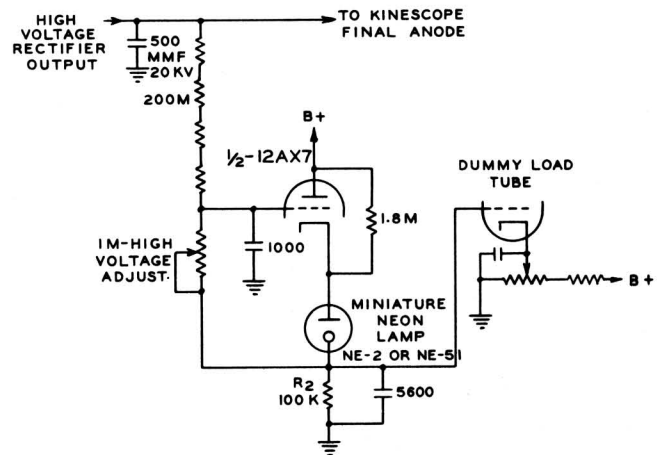 HIGH
VOLTAGE
RECTIFIER
OUTPUT
TO KINESCOPE
FINAL ANODE
500
MMF
20 KV
200M
B+
½-12AX7
1.8 M
DUMMY LOAD
TUBE
1M-HIGH
VOLTAGE
ADJUST.
1000
B+
MINIATURE
NEON
LAMP
NE-2 OR NE-51
R2
100 K
5600